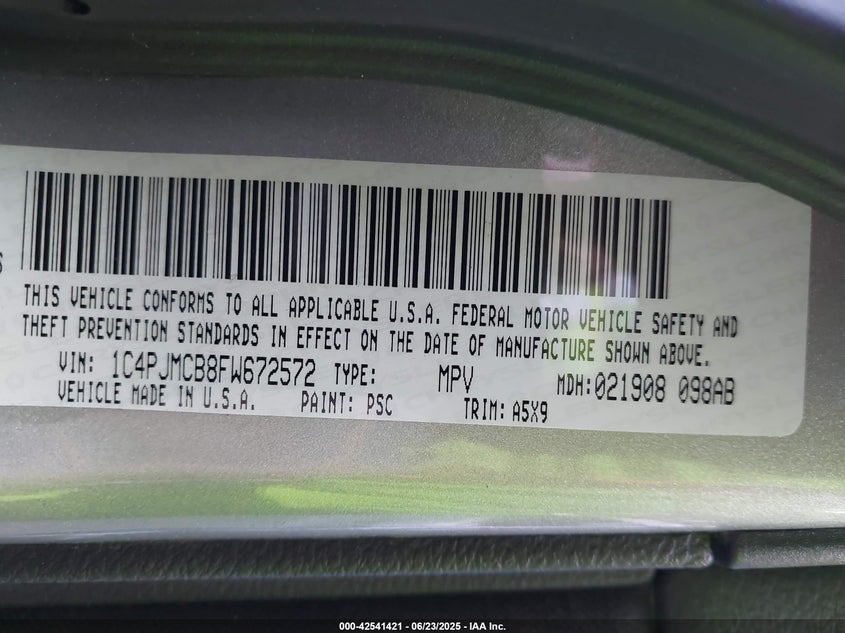 S
THIS VEHICLE CONFORMS TO ALL APPLICABLE U.S.A. FEDERAL MOTOR VEHICLE SAFETY AND
THEFT PREVENTION STANDARDS IN EFFECT ON THE DATE OF MANUFACTURE SHOWN ABOVE.
VIN: 1C4PJMCB8FW672572 TYPE: MPV MDH:021908 098AB
VEHICLE MADE IN U.S.A. PAINT: PSC TRIM: A5X9
000-42541421 - 06/23/2025 - IAA Inc.